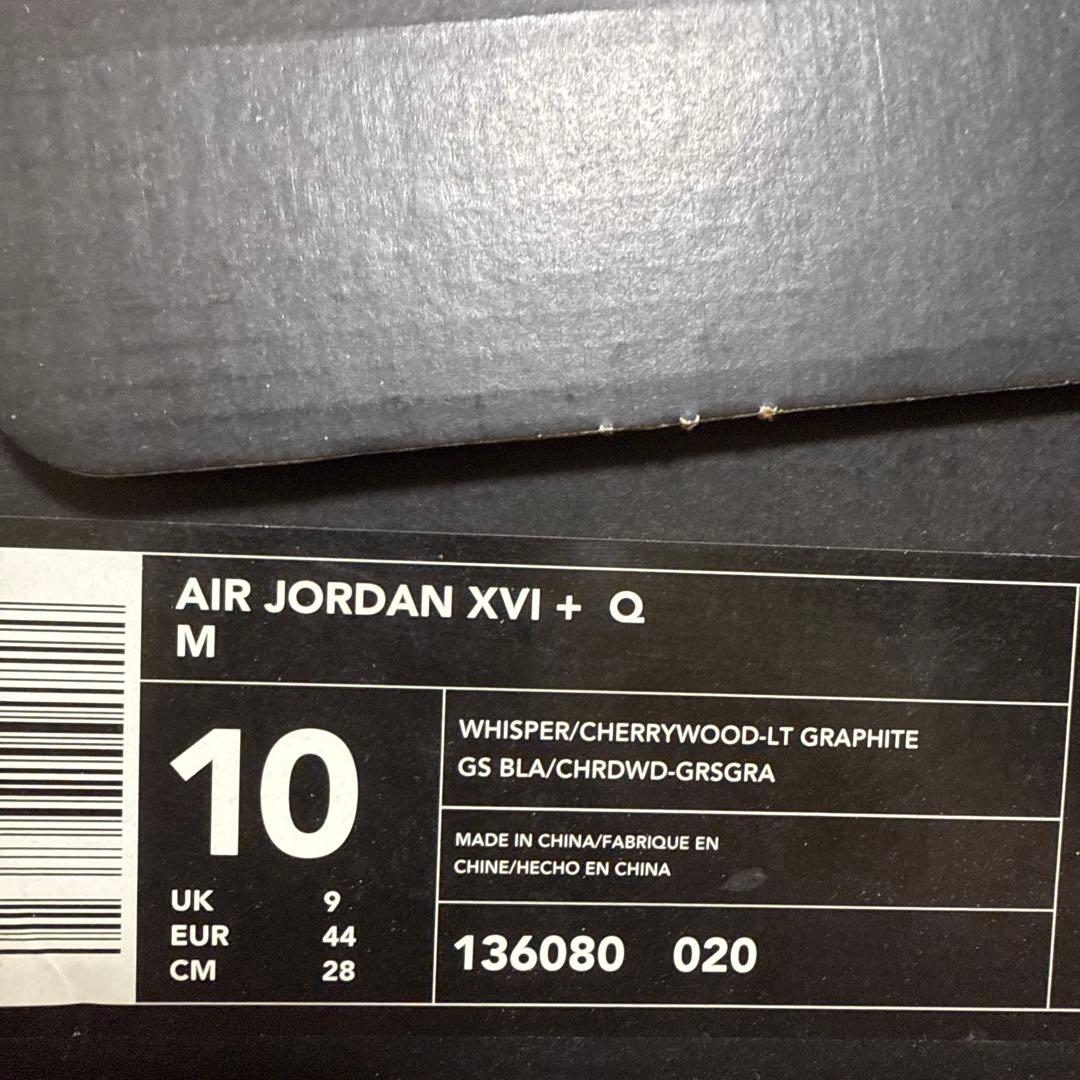 AIR JORDAN XVI + Q
M
10
UK 9
EUR 44
CM 28
WHISPER/CHERRYWOOD-LT GRAPHITE
GS BLA/CHRDWD-GRSGRA
MADE IN CHINA/FABRIQUE EN
CHINE/HECHO EN CHINA
136080 020